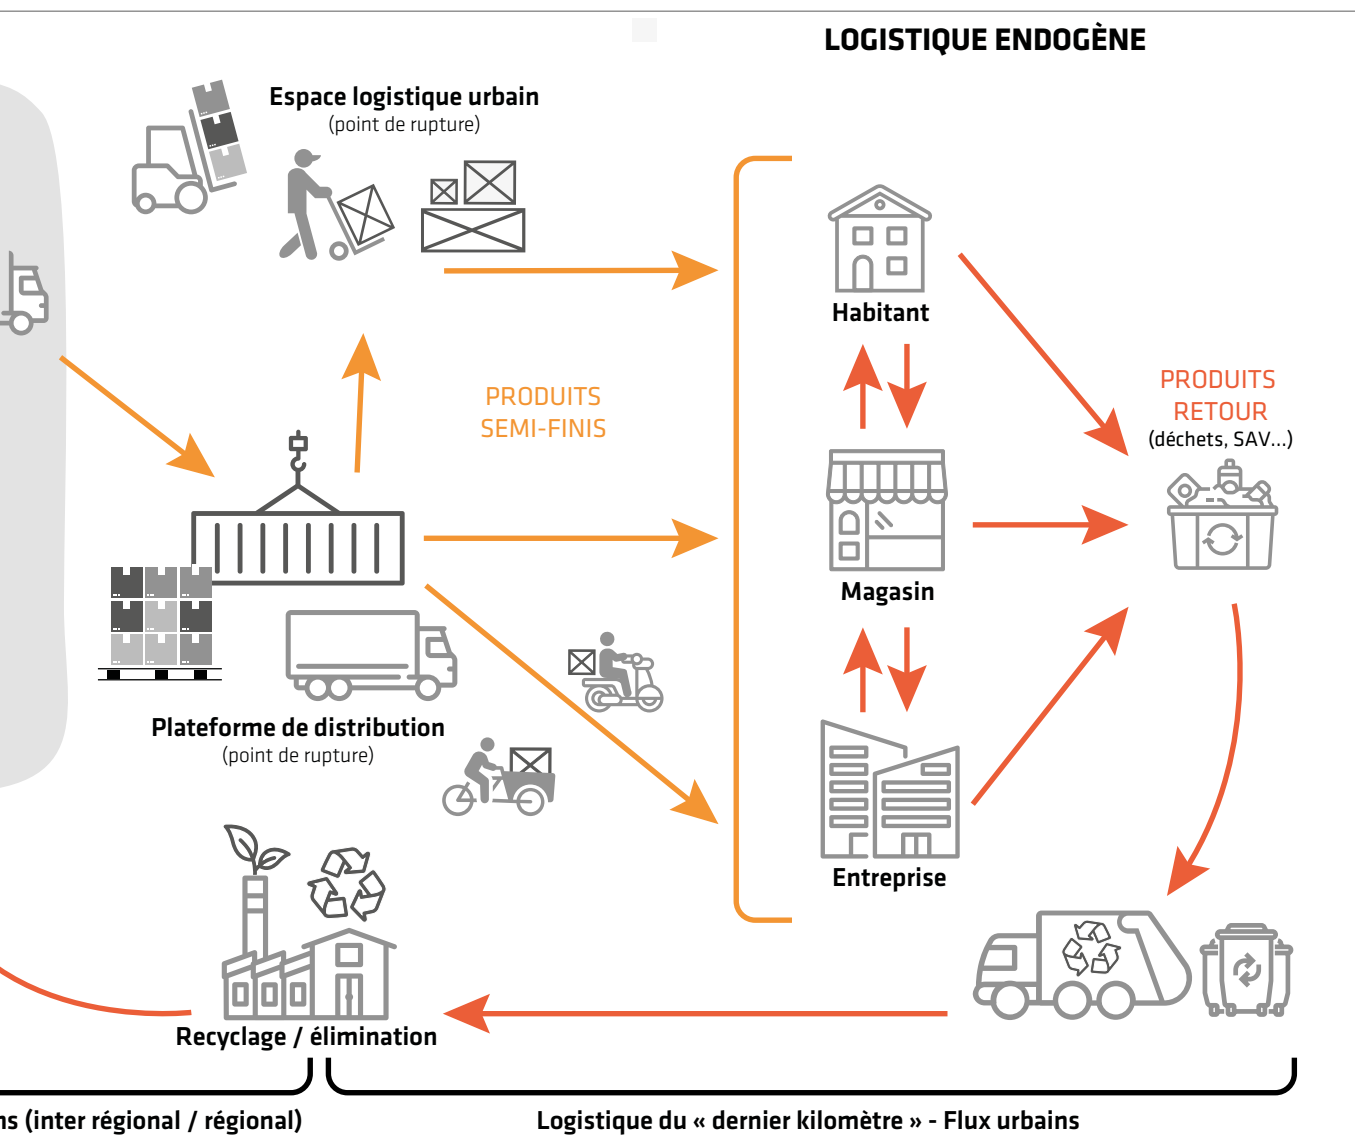 LOGISTIQUE ENDOGÈNE
Espace logistique urbain
(point de rupture)
Habitant
PRODUITS
SEMI-FINIS
PRODUITS
RETOUR
(déchets, SAV...)
Magasin
Plateforme de distribution
(point de rupture)
Entreprise
Recyclage / élimination
(inter régional / régional)
Logistique du « dernier kilomètre » - Flux urbains